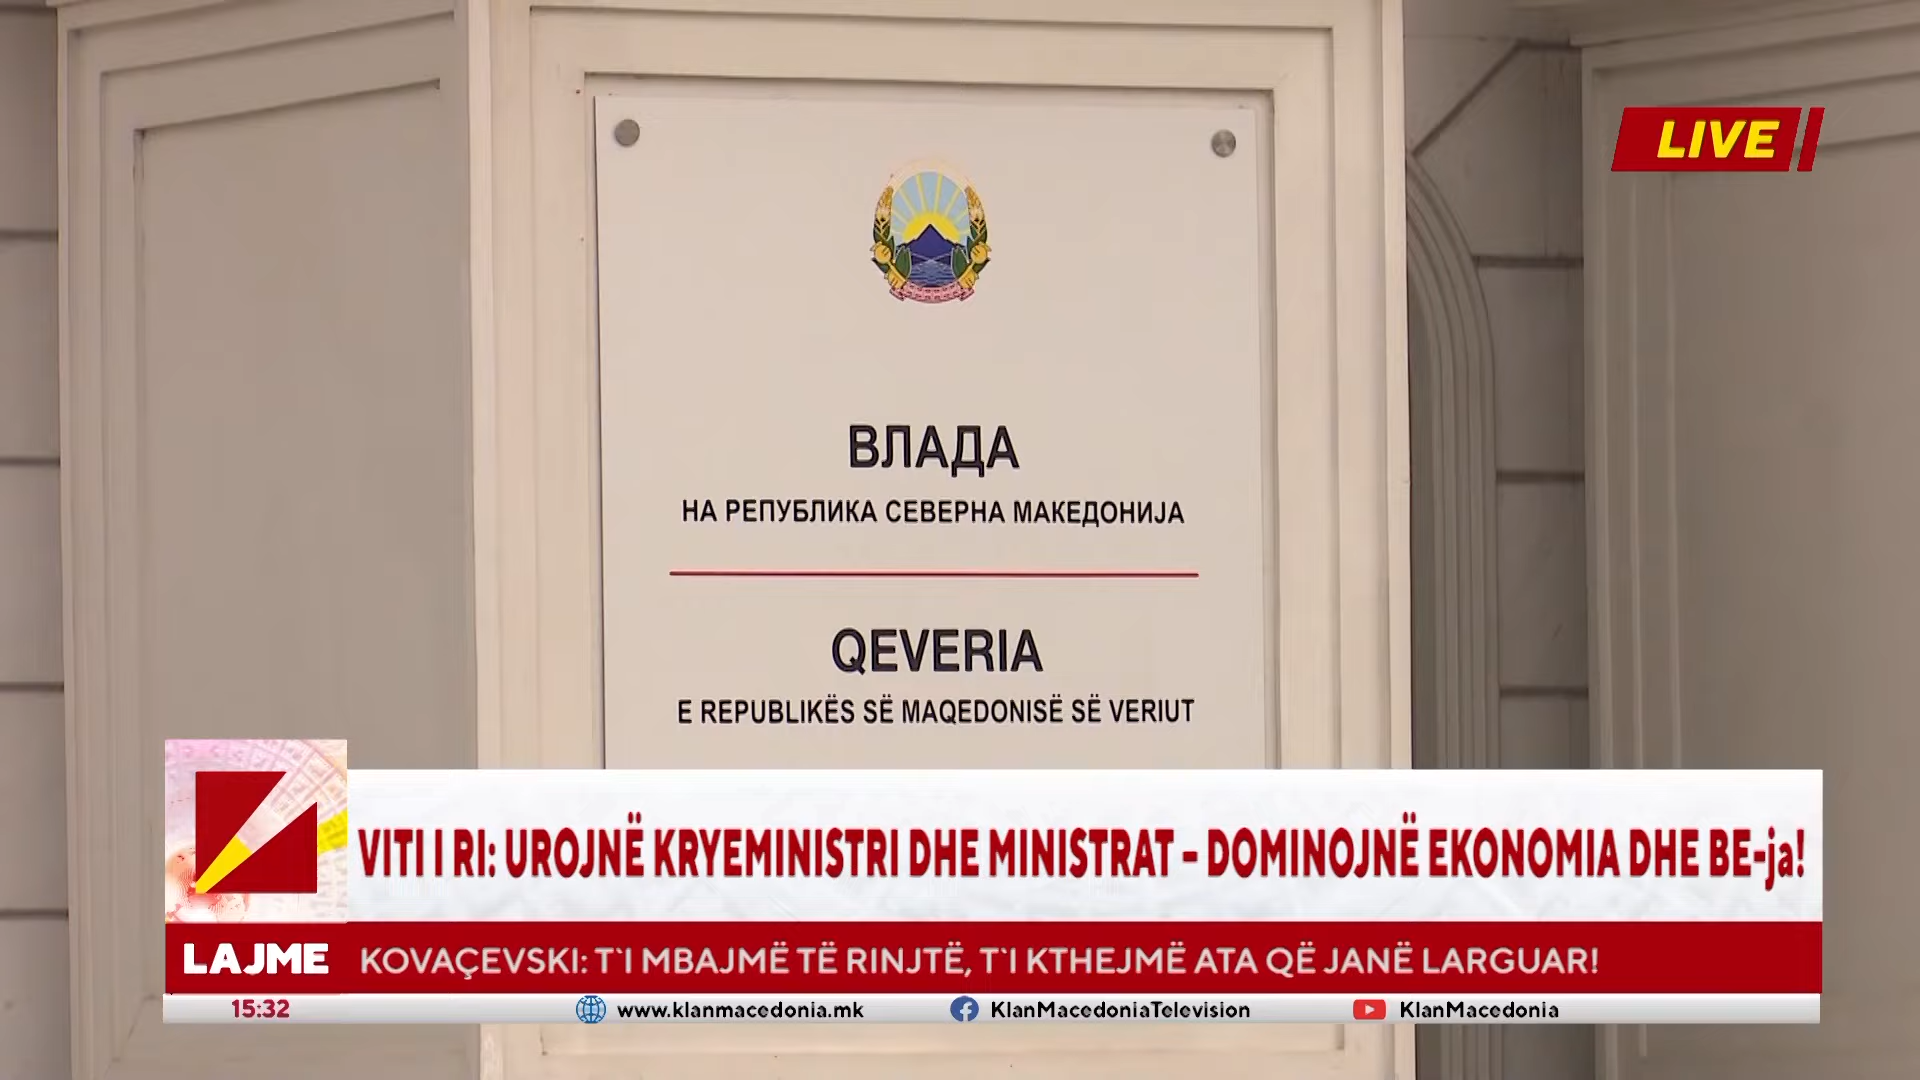 LIVE
ВЛАДА
НА РЕПУБЛИКА СЕВЕРНА МАКЕДОНИЈА
QEVERIA
E REPUBLIKËS SË MAQEDONISË SË VERIUT
VITI I RI: UROJNË KRYEMINISTRI DHE MINISTRAT - DOMINOJNË EKONOMIA DHE BE-ja!
LAJME KOVAÇEVSKI: T`I MBAJMË TË RINJTË, T`I KTHEJMË ATA QË JANË LARGUAR!
15:32 www.klanmacedonia.mk KlanMacedoniaTelevision KlanMacedonia